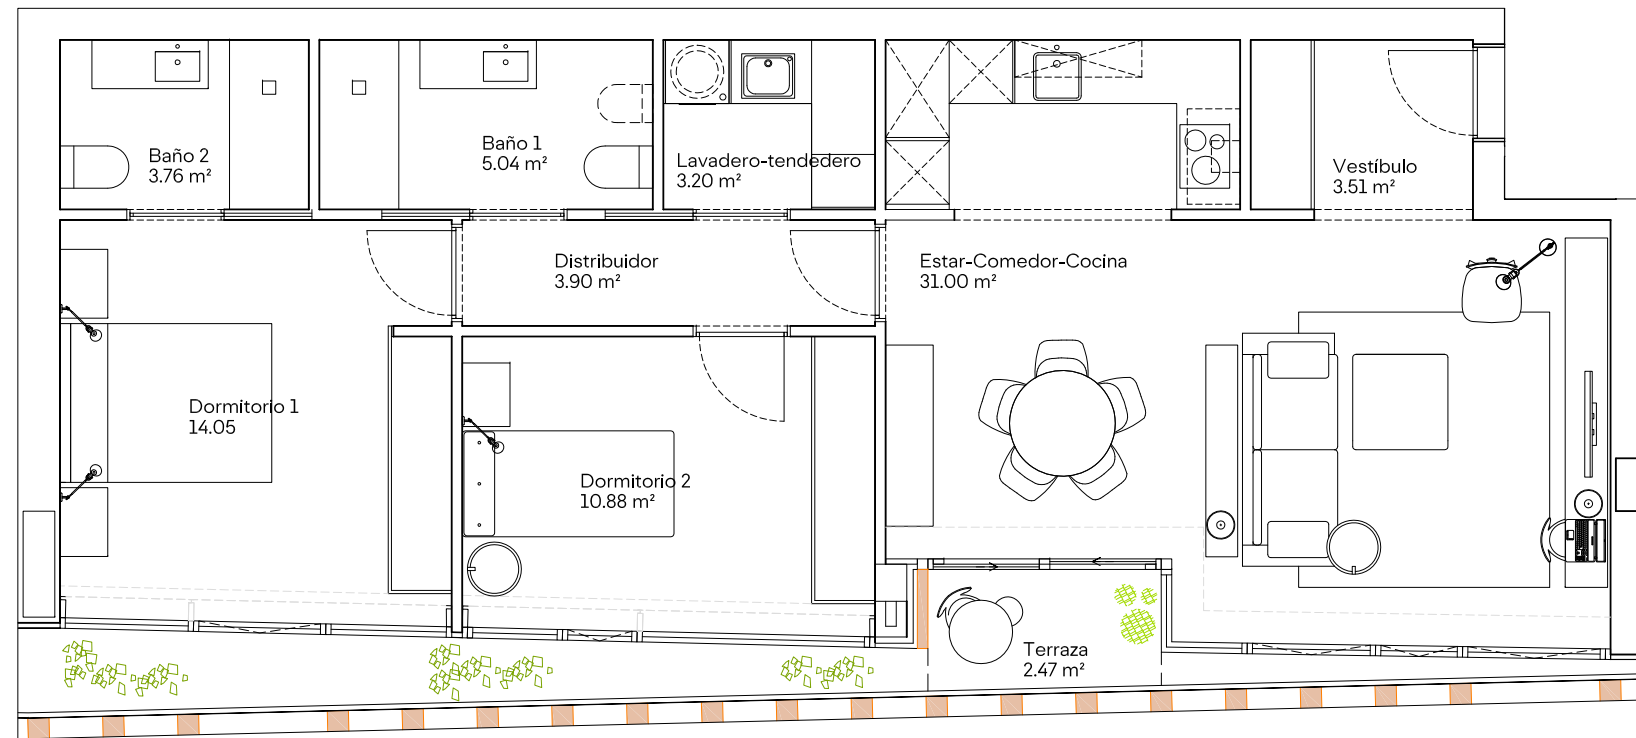 Baño 2
3.76 m²
Baño 1
5.04 m²
Lavadero-tendedero
3.20 m²
Vestíbulo
3.51 m²
Distribuidor
3.90 m²
Estar-Comedor-Cocina
31.00 m²
Dormitorio 1
14.05
Dormitorio 2
10.88 m²
Terraza
2.47 m²